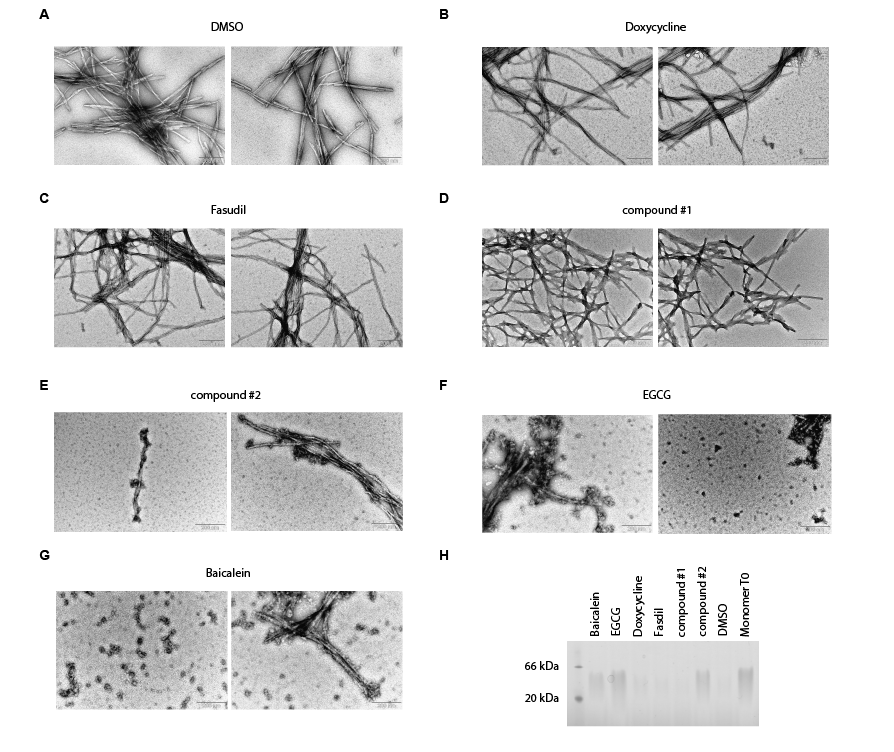 A
DMSO
B
Doxycycline
C
Fasudil
D
compound #1
E
compound #2
F
EGCG
G
Baicalein
H
Baicalein
EGCG
Doxycycline
Fasdil
compound #1
compound #2
DMSO
Monomer T0
66 kDa
20 kDa